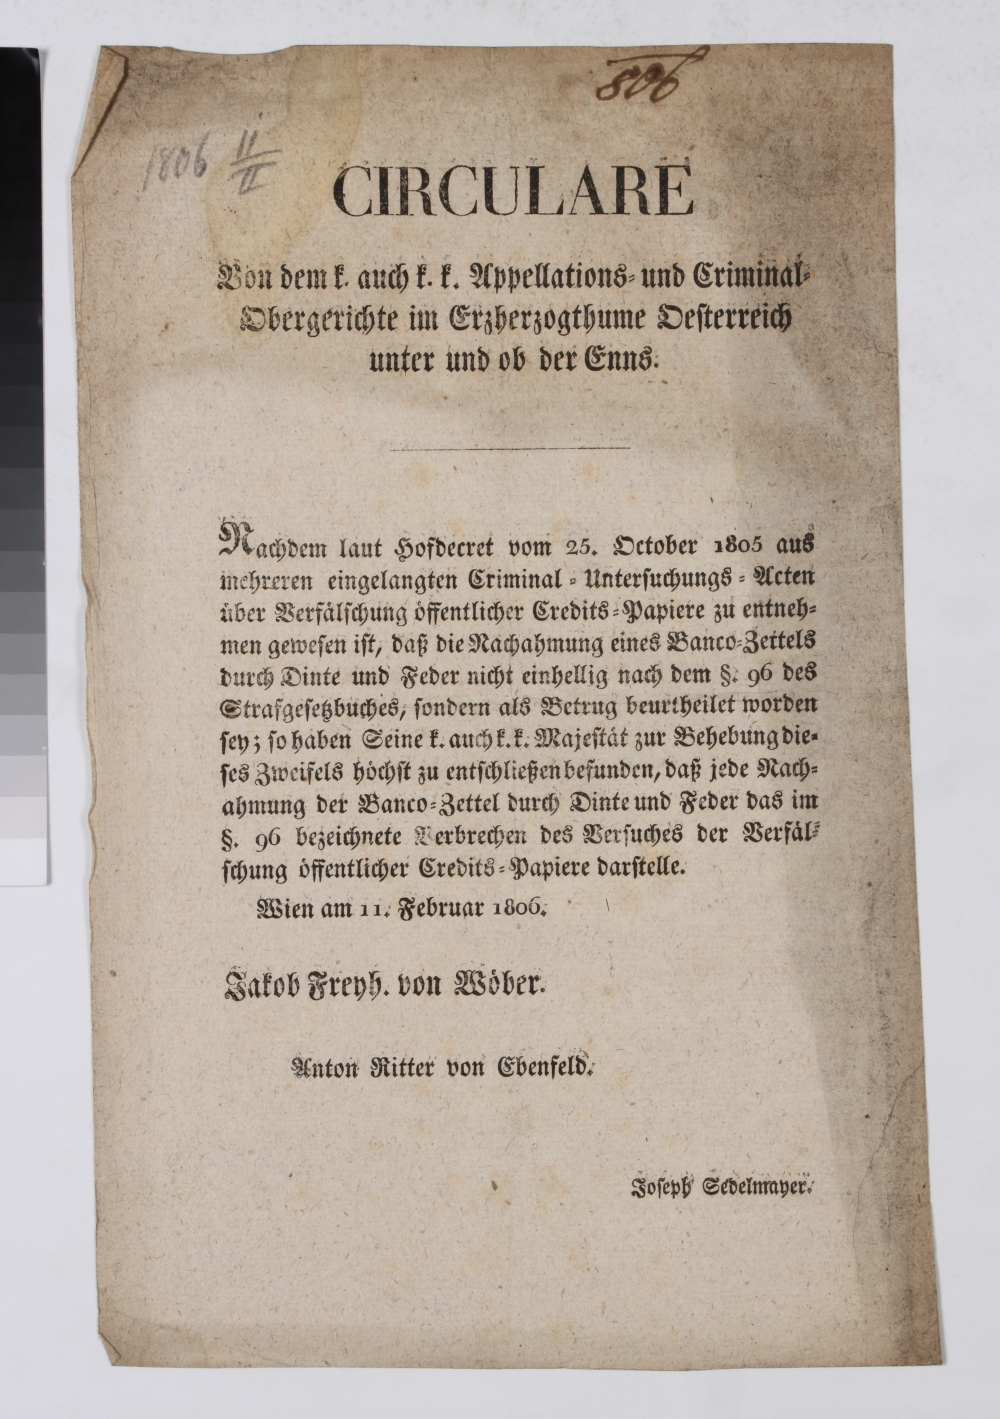 806
1806 11/II
CIRCULARE
Von dem k. auch k. k. Appellations- und Criminal-
Obergerichte im Erzherzogthume Oesterreich
unter und ob der Enns.
Nachdem laut Hofdecret vom 25. October 1805 aus
mehreren eingelangten Criminal-Untersuchungs-Acten
über Verfälschung öffentlicher Credits-Papiere zu entneh-
men gewesen ist, daß die Nachahmung eines Banco-Zettels
durch Dinte und Feder nicht einhellig nach dem §. 96 des
Strafgesetzbuches, sondern als Betrug beurtheilet worden
sey; so haben Seine k. auch k. k. Majestät zur Behebung die-
ses Zweifels höchst zu entschließen befunden, daß jede Nach-
ahmung der Banco-Zettel durch Dinte und Feder das im
§. 96 bezeichnete Verbrechen des Versuches der Verfäl-
schung öffentlicher Credits-Papiere darstelle.
Wien am 11. Februar 1806.
Jakob Freyh. von Wöber.
Anton Ritter von Ebenfeld.
Joseph Sedelmayer.